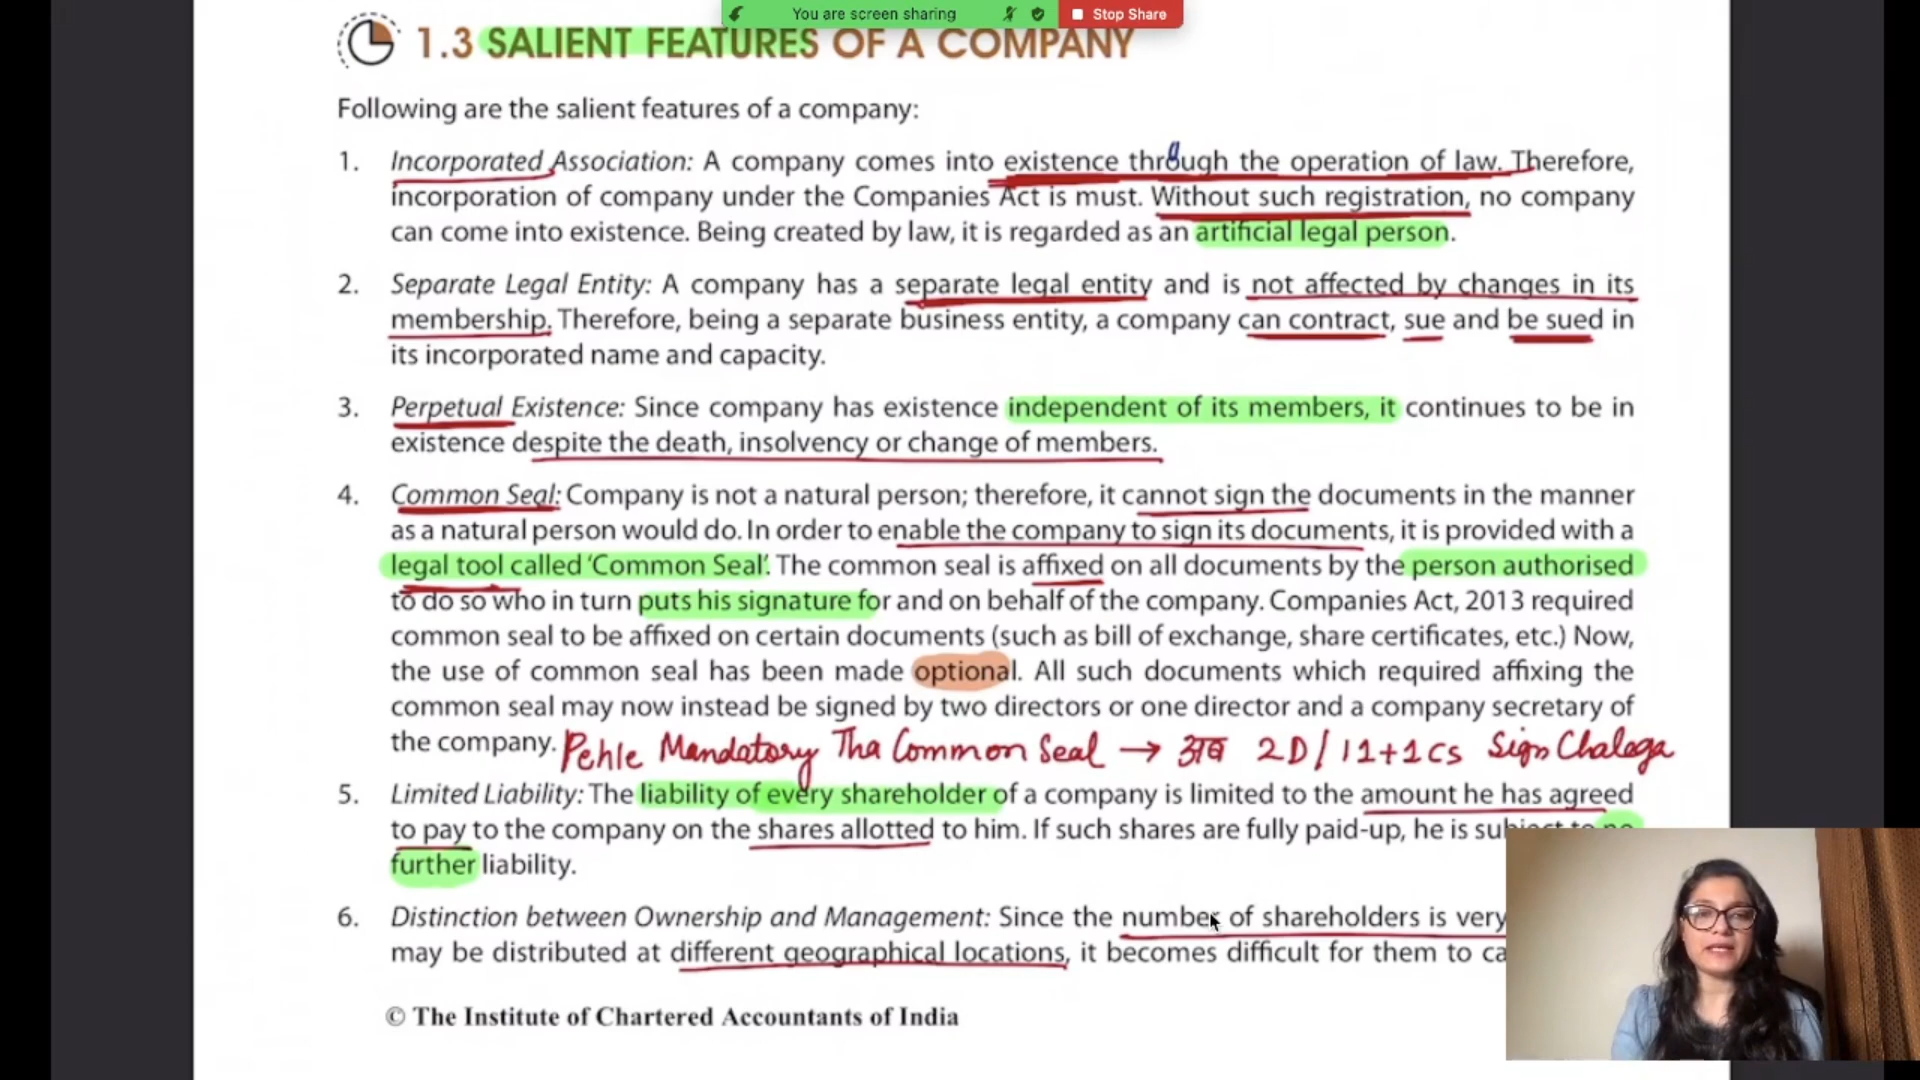 You are screen sharing
Stop Share
1.3 SALIENT FEATURES OF A COMPANY
Following are the salient features of a company:
1. Incorporated Association: A company comes into existence through the operation of law. Therefore,
incorporation of company under the Companies Act is must. Without such registration, no company
can come into existence. Being created by law, it is regarded as an artificial legal person.
2. Separate Legal Entity: A company has a separate legal entity and is not affected by changes in its
membership. Therefore, being a separate business entity, a company can contract, sue and be sued in
its incorporated name and capacity.
3. Perpetual Existence: Since company has existence independent of its members, it continues to be in
existence despite the death, insolvency or change of members.
4. Common Seal: Company is not a natural person; therefore, it cannot sign the documents in the manner
as a natural person would do. In order to enable the company to sign its documents, it is provided with a
legal tool called ‘Common Seal’. The common seal is affixed on all documents by the person authorised
to do so who in turn puts his signature for and on behalf of the company. Companies Act, 2013 required
common seal to be affixed on certain documents (such as bill of exchange, share certificates, etc.) Now,
the use of common seal has been made optional. All such documents which required affixing the
common seal may now instead be signed by two directors or one director and a company secretary of
the company. Pehle Mandatory Tha Common Seal → अब 2D/ 11+1CS Sign Chalega
5. Limited Liability: The liability of every shareholder of a company is limited to the amount he has agreed
to pay to the company on the shares allotted to him. If such shares are fully paid-up, he is subject to no
further liability.
6. Distinction between Ownership and Management: Since the number of shareholders is very
may be distributed at different geographical locations, it becomes difficult for them to
© The Institute of Chartered Accountants of India